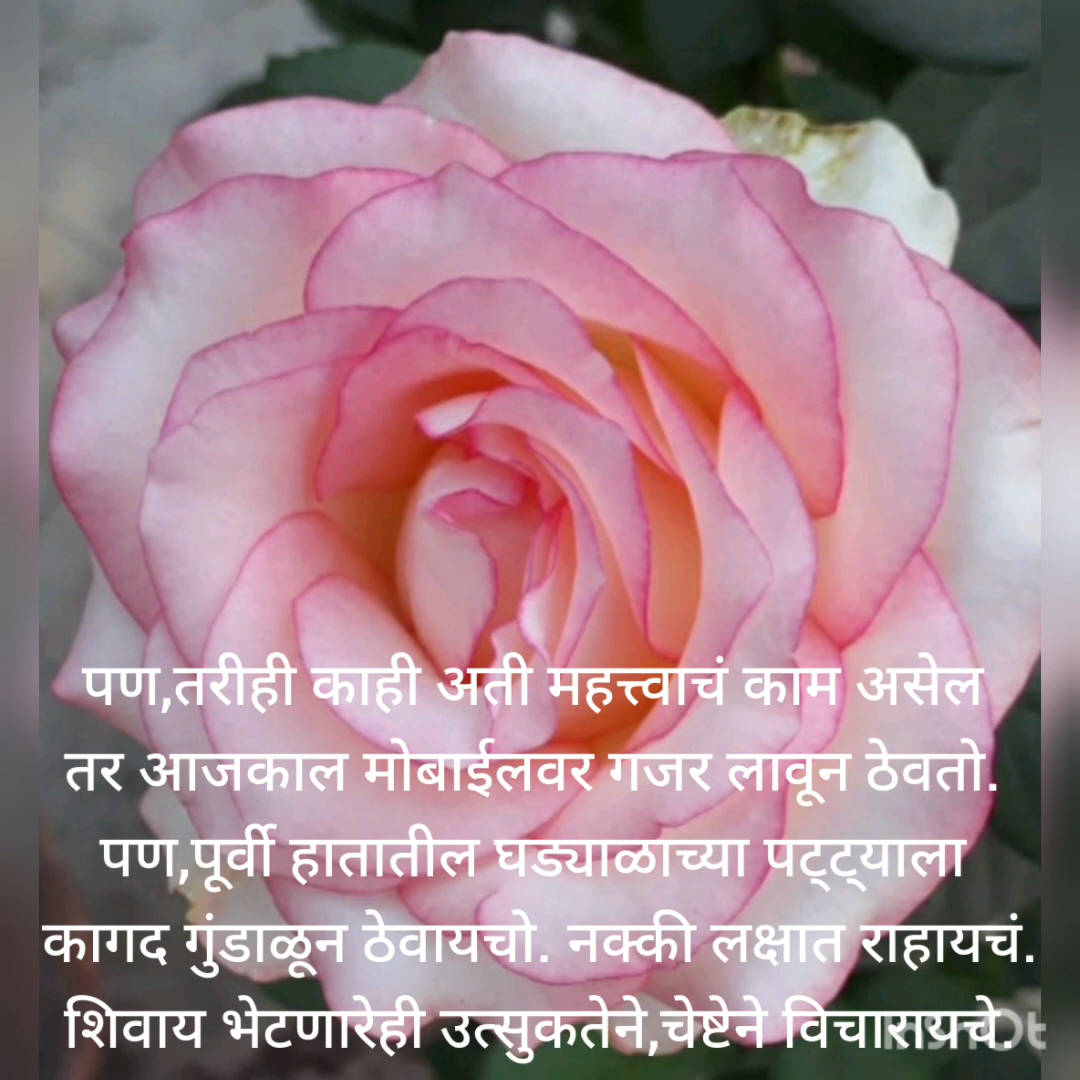 पण,तरीही काही अती महत्त्वाचं काम असेल
तर आजकाल मोबाईलवर गजर लावून ठेवतो.
पण,पूर्वी हातातील घड्याळाच्या पट्ट्याला
कागद गुंडाळून ठेवायचो. नक्की लक्षात राहायचं.
शिवाय भेटणारेही उत्सुकतेने,चेष्टेने विचारायचे.
InShOt